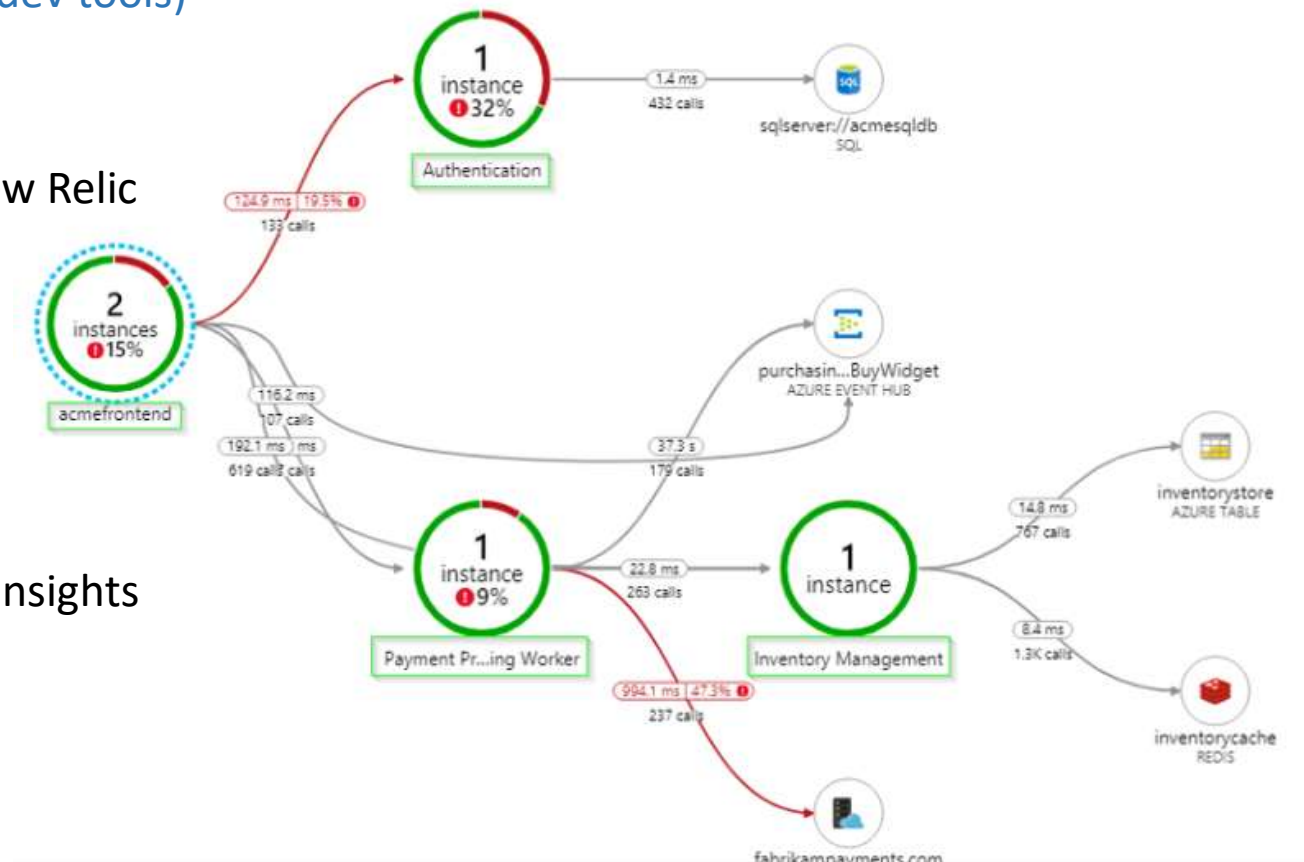 dev tools)
w Relic
nsights
1
instance
32%
Authentication
1.4 ms
432 calls
sqlserver://acmesqldb
SQL
124.9 ms 19.5%
133 calls
2
instances
15%
acmefrontend
116.2 ms
107 calls
192.1 ms ms
619 calls calls
purchasin...BuyWidget
AZURE EVENT HUB
37.3 s
179 calls
1
instance
9%
Payment Pr...ing Worker
22.8 ms
263 calls
1
instance
Inventory Management
14.8 ms
767 calls
inventorystore
AZURE TABLE
8.4 ms
1.3K calls
inventorycache
REDIS
994.1 ms 47.3%
237 calls
fabrikampayments.com